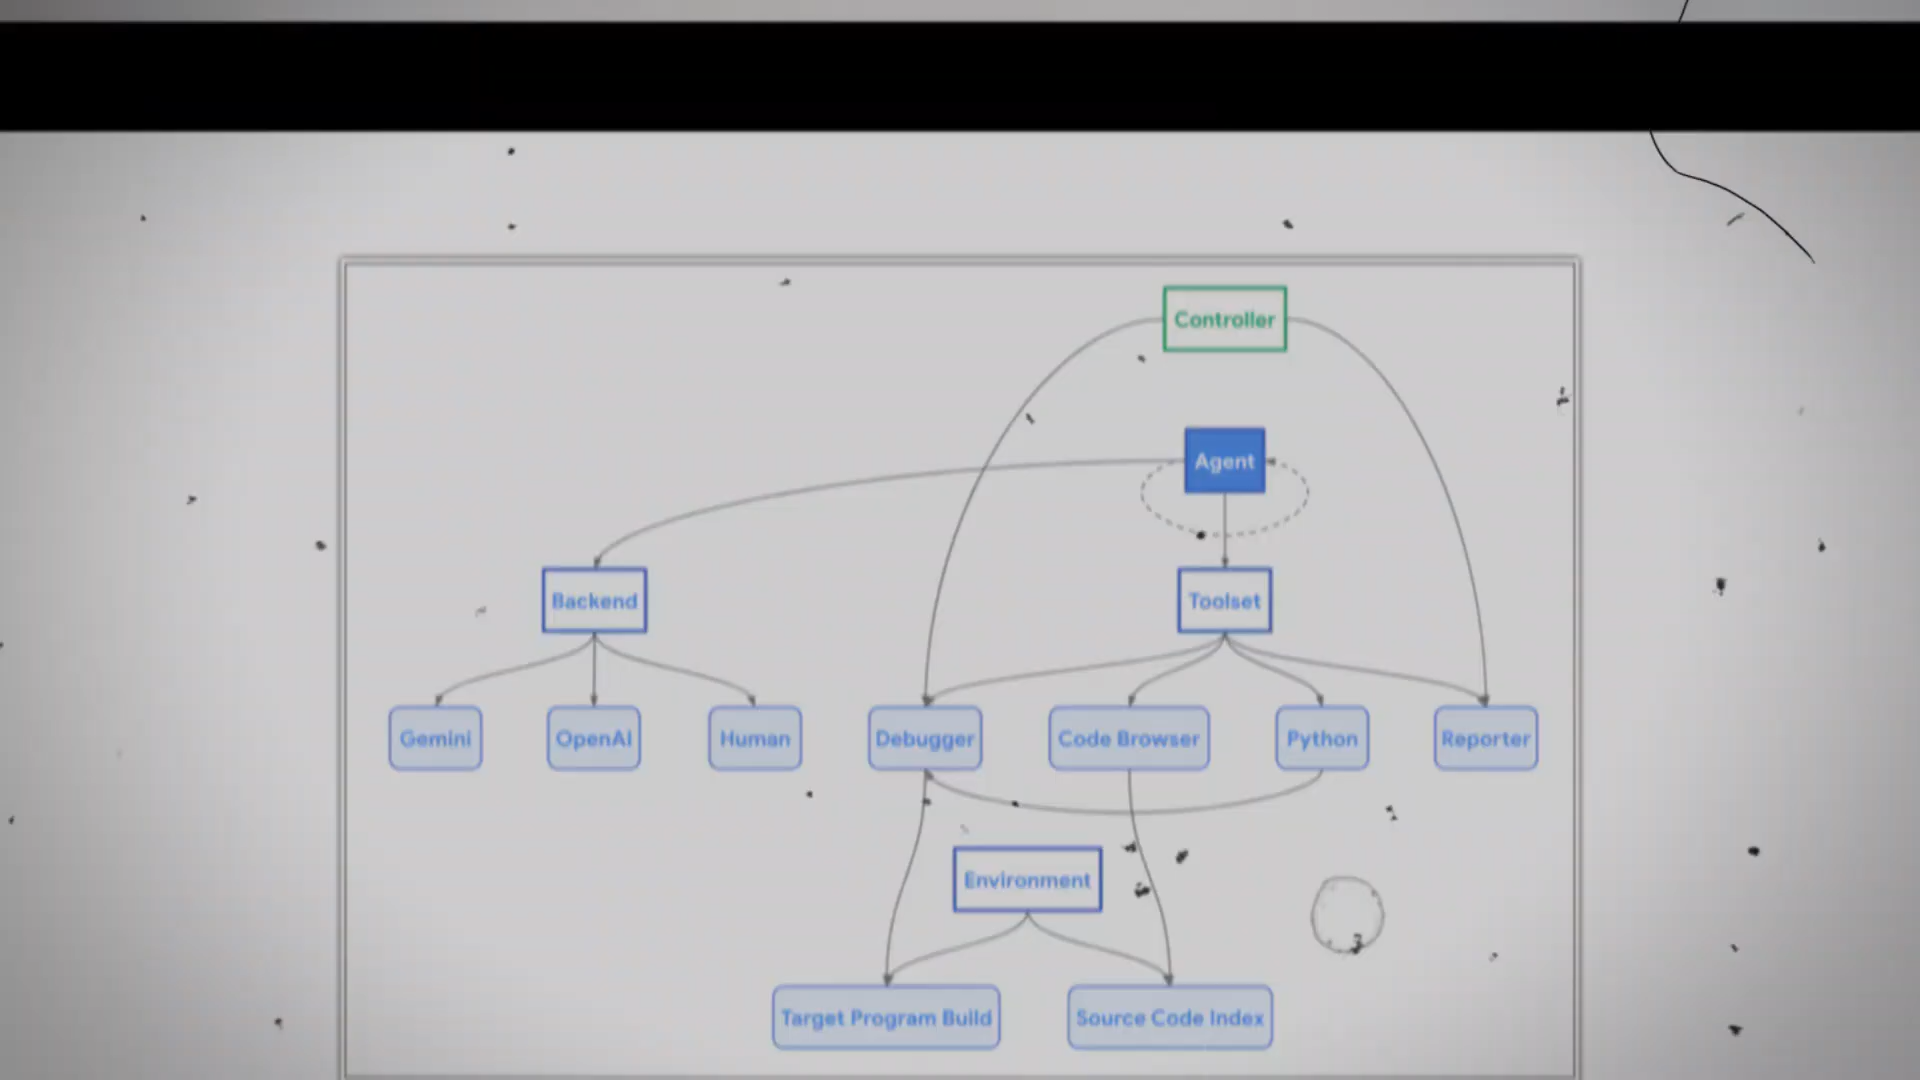 Controller
Agent
Backend
Toolset
Gemini
OpenAI
Human
Debugger
Code Browser
Python
Reporter
Environment
Target Program Build
Source Code Index